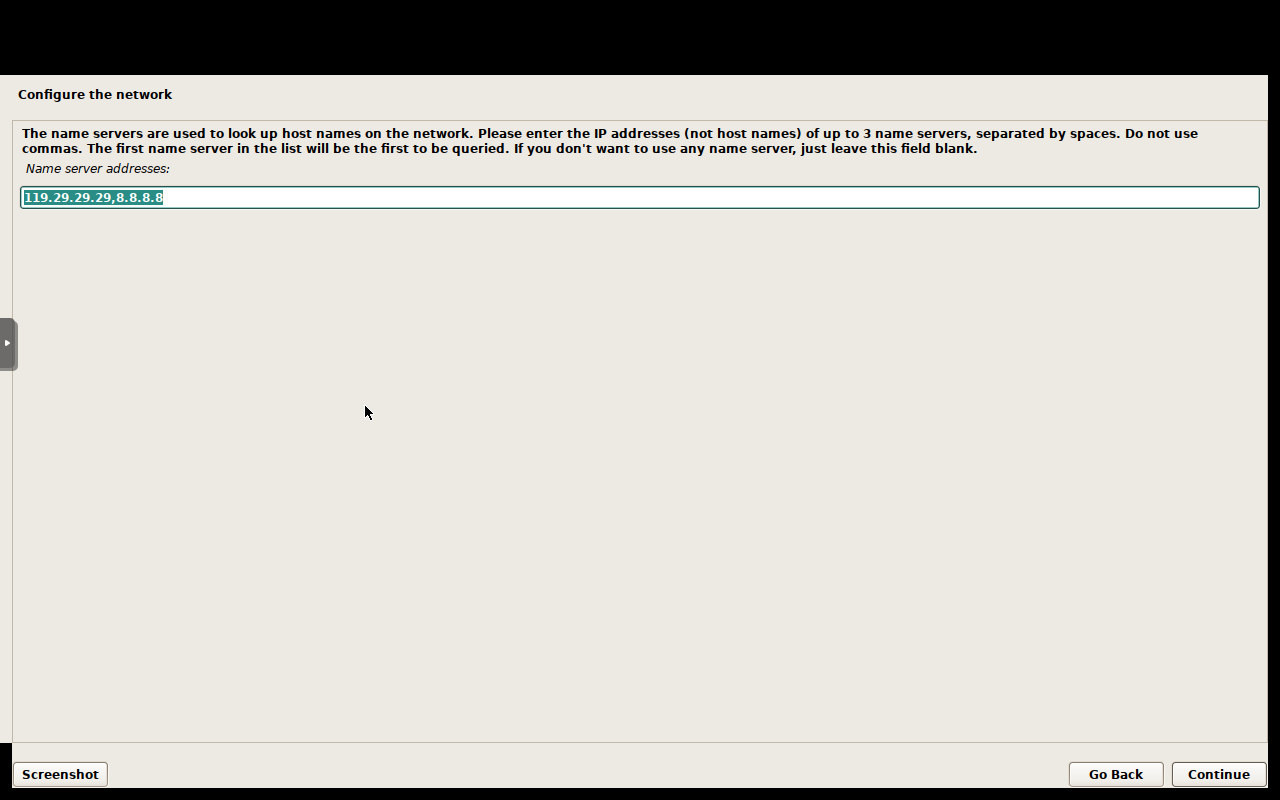 Configure the network
The name servers are used to look up host names on the network. Please enter the IP addresses (not host names) of up to 3 name servers, separated by spaces. Do not use
commas. The first name server in the list will be the first to be queried. If you don't want to use any name server, just leave this field blank.
Name server addresses:
119.29.29.29,8.8.8.8
Screenshot
Go Back
Continue